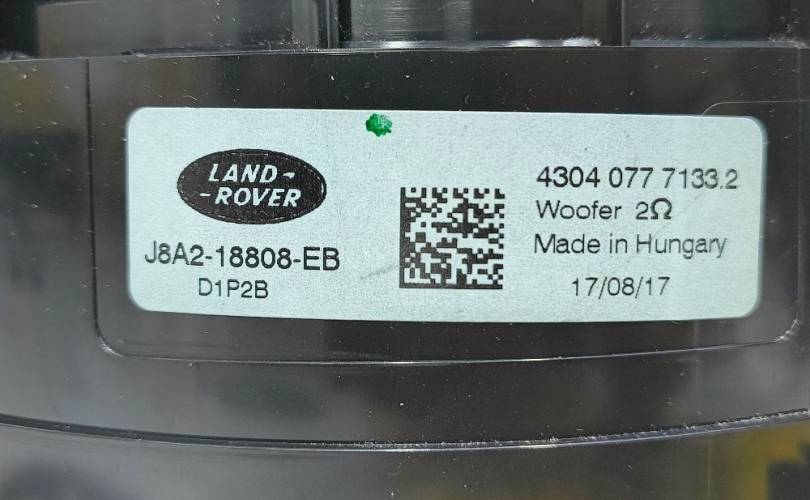 LAND-
-ROVER
J8A2-18808-EB
D1P2B
4304 077 7133.2
Woofer 2Ω
Made in Hungary
17/08/17